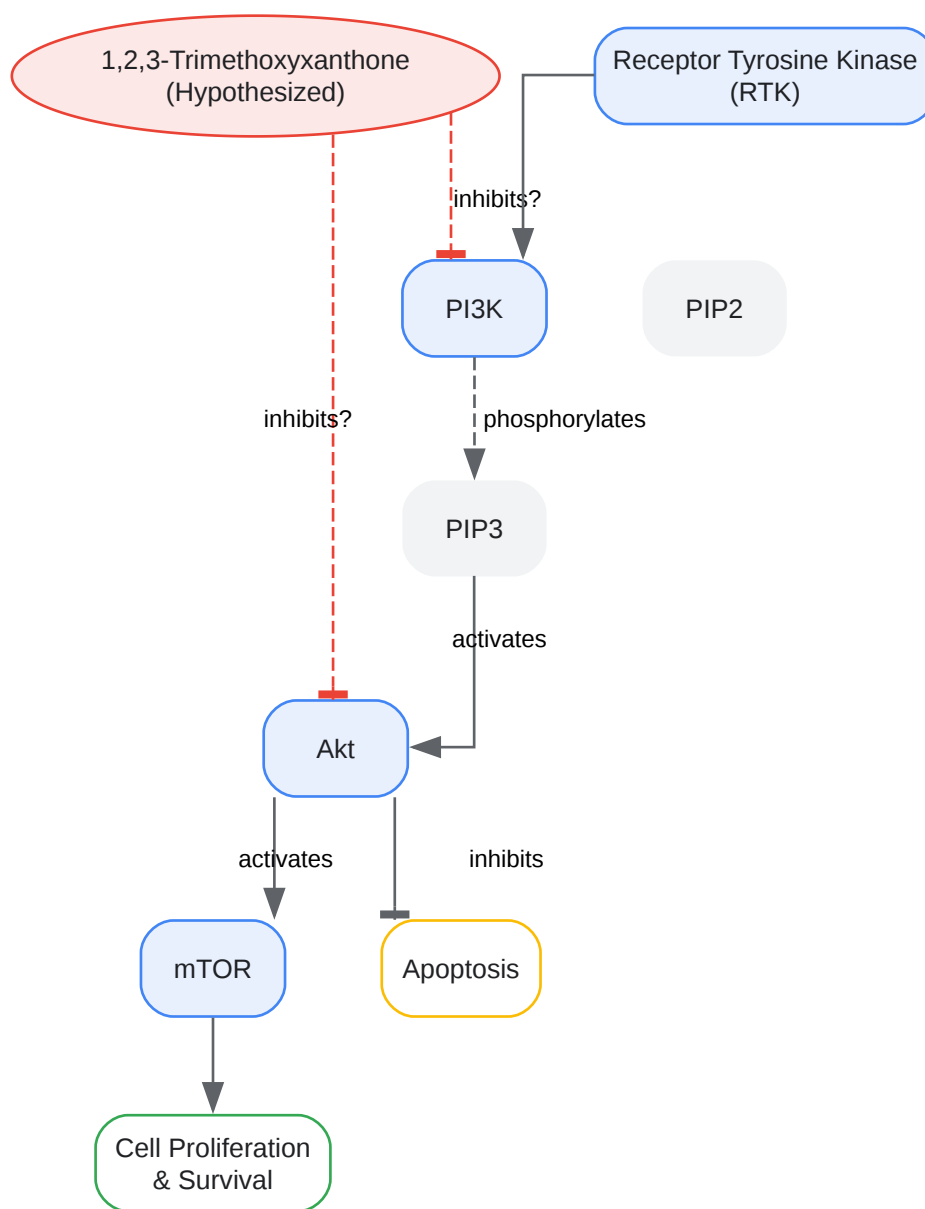 1,2,3-Trimethoxyxanthone
(Hypothesized)
Receptor Tyrosine Kinase
(RTK)
inhibits?
PI3K
PIP2
inhibits?
phosphorylates
PIP3
activates
Akt
activates
inhibits
mTOR
Apoptosis
Cell Proliferation
& Survival